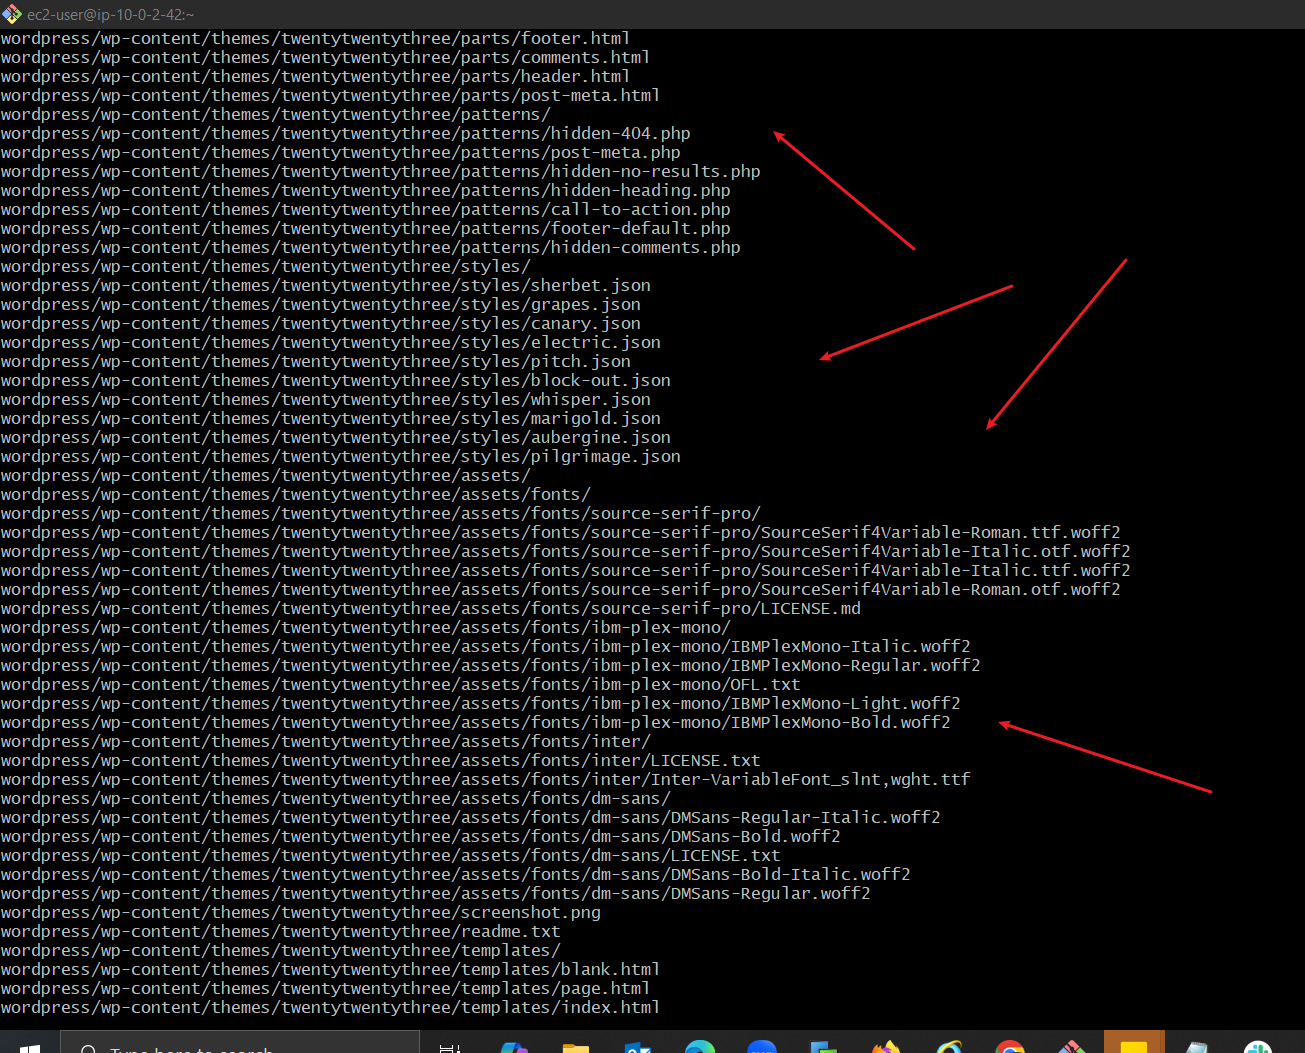 ec2-user@ip-10-0-2-42:~
wordpress/wp-content/themes/twentytwentythree/parts/footer.html
wordpress/wp-content/themes/twentytwentythree/parts/comments.html
wordpress/wp-content/themes/twentytwentythree/parts/header.html
wordpress/wp-content/themes/twentytwentythree/parts/post-meta.html
wordpress/wp-content/themes/twentytwentythree/patterns/
wordpress/wp-content/themes/twentytwentythree/patterns/hidden-404.php
wordpress/wp-content/themes/twentytwentythree/patterns/post-meta.php
wordpress/wp-content/themes/twentytwentythree/patterns/hidden-no-results.php
wordpress/wp-content/themes/twentytwentythree/patterns/hidden-heading.php
wordpress/wp-content/themes/twentytwentythree/patterns/call-to-action.php
wordpress/wp-content/themes/twentytwentythree/patterns/footer-default.php
wordpress/wp-content/themes/twentytwentythree/patterns/hidden-comments.php
wordpress/wp-content/themes/twentytwentythree/styles/
wordpress/wp-content/themes/twentytwentythree/styles/sherbet.json
wordpress/wp-content/themes/twentytwentythree/styles/grapes.json
wordpress/wp-content/themes/twentytwentythree/styles/canary.json
wordpress/wp-content/themes/twentytwentythree/styles/electric.json
wordpress/wp-content/themes/twentytwentythree/styles/pitch.json
wordpress/wp-content/themes/twentytwentythree/styles/block-out.json
wordpress/wp-content/themes/twentytwentythree/styles/whisper.json
wordpress/wp-content/themes/twentytwentythree/styles/marigold.json
wordpress/wp-content/themes/twentytwentythree/styles/aubergine.json
wordpress/wp-content/themes/twentytwentythree/styles/pilgrimage.json
wordpress/wp-content/themes/twentytwentythree/assets/
wordpress/wp-content/themes/twentytwentythree/assets/fonts/
wordpress/wp-content/themes/twentytwentythree/assets/fonts/source-serif-pro/
wordpress/wp-content/themes/twentytwentythree/assets/fonts/source-serif-pro/SourceSerif4Variable-Roman.ttf.woff2
wordpress/wp-content/themes/twentytwentythree/assets/fonts/source-serif-pro/SourceSerif4Variable-Italic.otf.woff2
wordpress/wp-content/themes/twentytwentythree/assets/fonts/source-serif-pro/SourceSerif4Variable-Italic.ttf.woff2
wordpress/wp-content/themes/twentytwentythree/assets/fonts/source-serif-pro/SourceSerif4Variable-Roman.otf.woff2
wordpress/wp-content/themes/twentytwentythree/assets/fonts/source-serif-pro/LICENSE.md
wordpress/wp-content/themes/twentytwentythree/assets/fonts/ibm-plex-mono/
wordpress/wp-content/themes/twentytwentythree/assets/fonts/ibm-plex-mono/IBMPlexMono-Italic.woff2
wordpress/wp-content/themes/twentytwentythree/assets/fonts/ibm-plex-mono/IBMPlexMono-Regular.woff2
wordpress/wp-content/themes/twentytwentythree/assets/fonts/ibm-plex-mono/OFL.txt
wordpress/wp-content/themes/twentytwentythree/assets/fonts/ibm-plex-mono/IBMPlexMono-Light.woff2
wordpress/wp-content/themes/twentytwentythree/assets/fonts/ibm-plex-mono/IBMPlexMono-Bold.woff2
wordpress/wp-content/themes/twentytwentythree/assets/fonts/inter/
wordpress/wp-content/themes/twentytwentythree/assets/fonts/inter/LICENSE.txt
wordpress/wp-content/themes/twentytwentythree/assets/fonts/inter/Inter-VariableFont_slnt,wght.ttf
wordpress/wp-content/themes/twentytwentythree/assets/fonts/dm-sans/
wordpress/wp-content/themes/twentytwentythree/assets/fonts/dm-sans/DMSans-Regular-Italic.woff2
wordpress/wp-content/themes/twentytwentythree/assets/fonts/dm-sans/DMSans-Bold.woff2
wordpress/wp-content/themes/twentytwentythree/assets/fonts/dm-sans/LICENSE.txt
wordpress/wp-content/themes/twentytwentythree/assets/fonts/dm-sans/DMSans-Bold-Italic.woff2
wordpress/wp-content/themes/twentytwentythree/assets/fonts/dm-sans/DMSans-Regular.woff2
wordpress/wp-content/themes/twentytwentythree/screenshot.png
wordpress/wp-content/themes/twentytwentythree/readme.txt
wordpress/wp-content/themes/twentytwentythree/templates/
wordpress/wp-content/themes/twentytwentythree/templates/blank.html
wordpress/wp-content/themes/twentytwentythree/templates/page.html
wordpress/wp-content/themes/twentytwentythree/templates/index.html
Type here to search